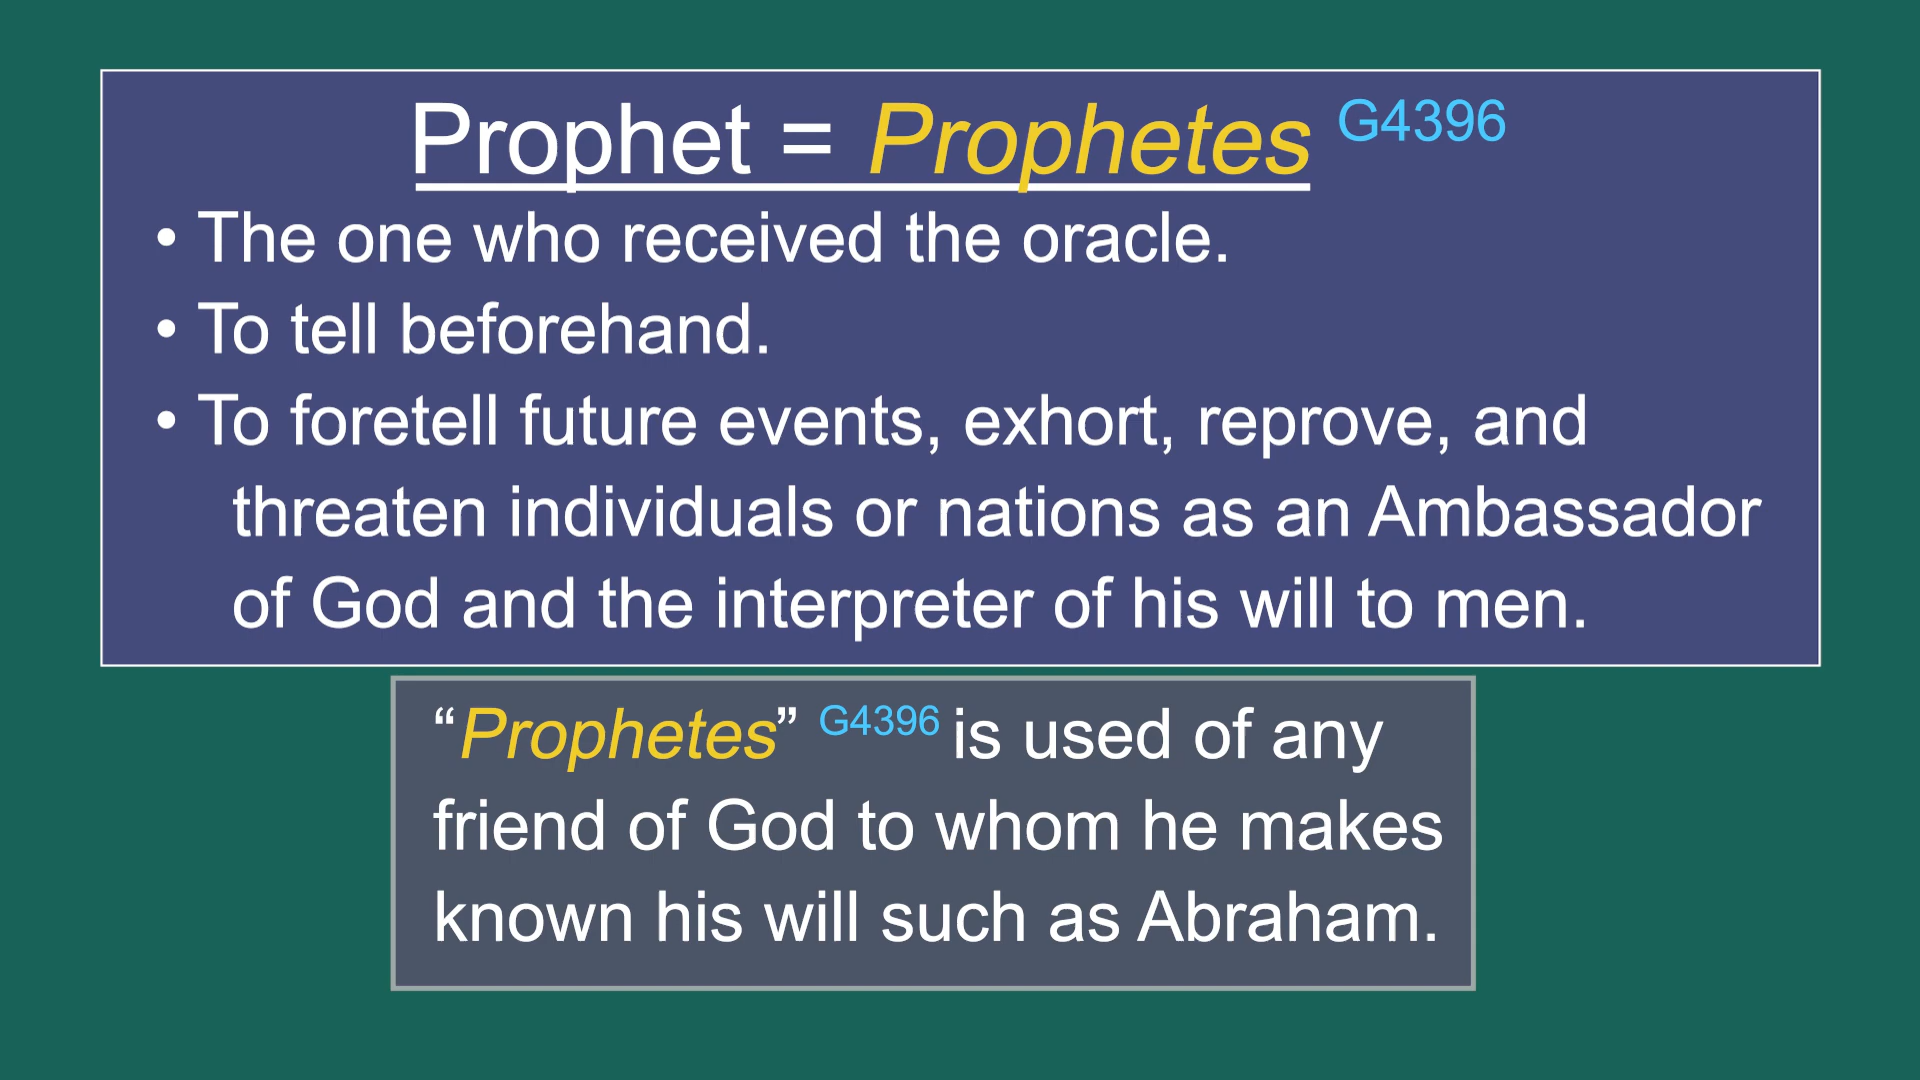 Prophet = Prophetes G4396
• The one who received the oracle.
• To tell beforehand.
• To foretell future events, exhort, reprove, and
threaten individuals or nations as an Ambassador
of God and the interpreter of his will to men.
“Prophetes” G4396 is used of any
friend of God to whom he makes
known his will such as Abraham.